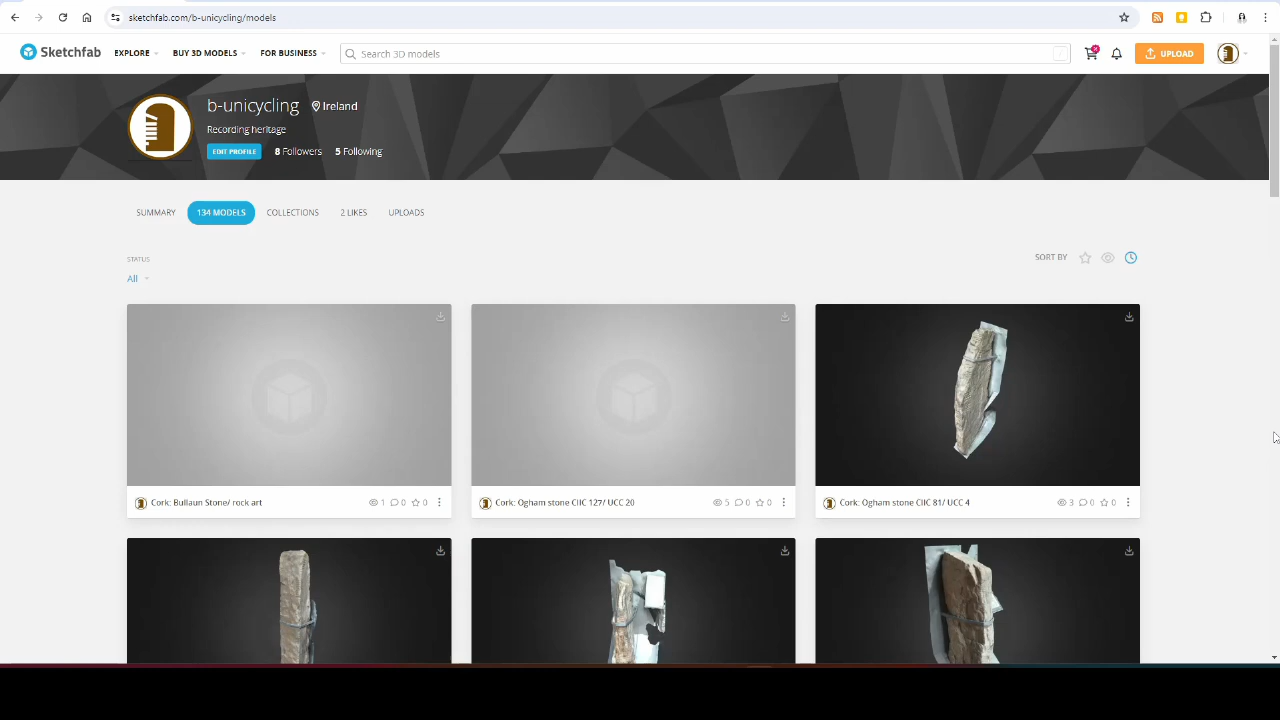 sketchfab.com/b-unicycling/models
Sketchfab EXPLORE BUY 3D MODELS FOR BUSINESS Search 3D models / UPLOAD
b-unicycling Ireland
Recording heritage
EDIT PROFILE 8 Followers 5 Following
SUMMARY 134 MODELS COLLECTIONS 2 LIKES UPLOADS
STATUS SORT BY
All
Cork: Bullaun Stone/ rock art 1 0 0
Cork: Ogham stone CIIC 127/ UCC 20 5 0 0
Cork: Ogham stone CIIC 81/ UCC 4 3 0 0